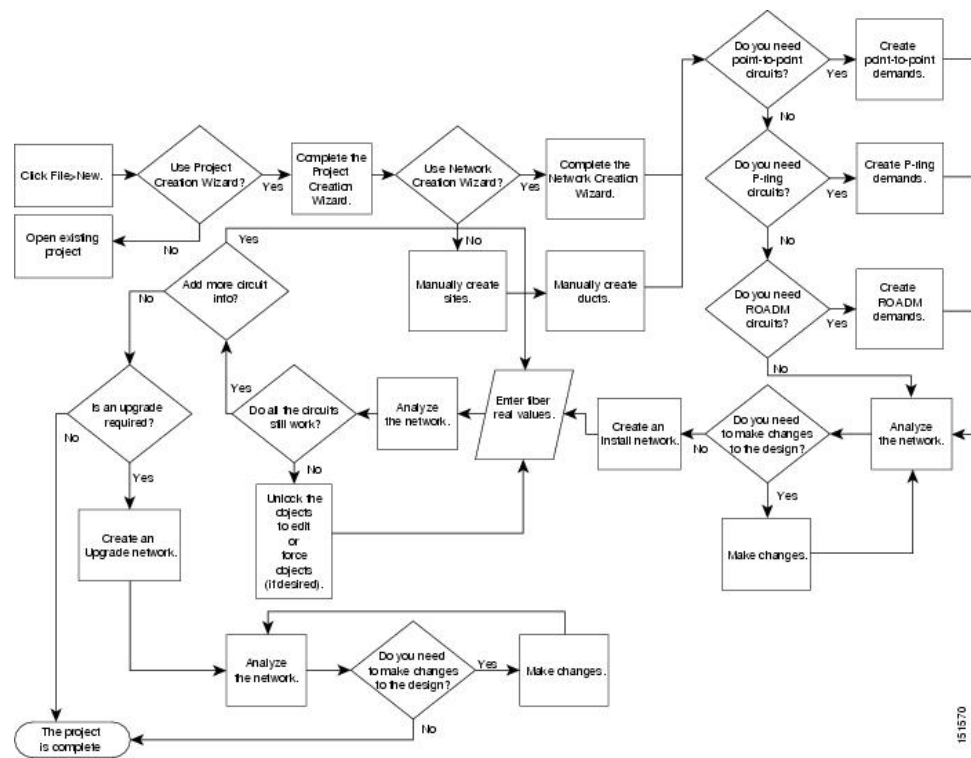 Click File>New.
Use Project
Creation Wizard?
Yes
No
Open existing
project
Complete the
Project
Creation
Wizard.
Use Network
Creation Wizard?
Yes
No
Complete the
Network Creation
Wizard.
Manually create
sites.
Manually create
ducts.
Do you need
point-to-point
circuits?
Yes
No
Create
point-to-point
demands.
Do you need
P-ring
circuits?
Yes
No
Create P-ring
demands.
Do you need
ROADM
circuits?
Yes
No
Create
ROADM
demands.
Analyze
the network.
Do you need
to make changes
to the design?
No
Yes
Make changes.
Create an
Install network.
Enter fiber
real values.
Analyze
the network.
Do all the circuits
still work?
Yes
No
Unlock the
objects
to edit
or
force
objects
(if desired).
Add more circuit
info?
Yes
No
Is an upgrade
required?
No
Yes
Create an
Upgrade network.
Analyze
the network.
Do you need
to make changes
to the design?
Yes
No
Make changes.
The project
is complete
151570